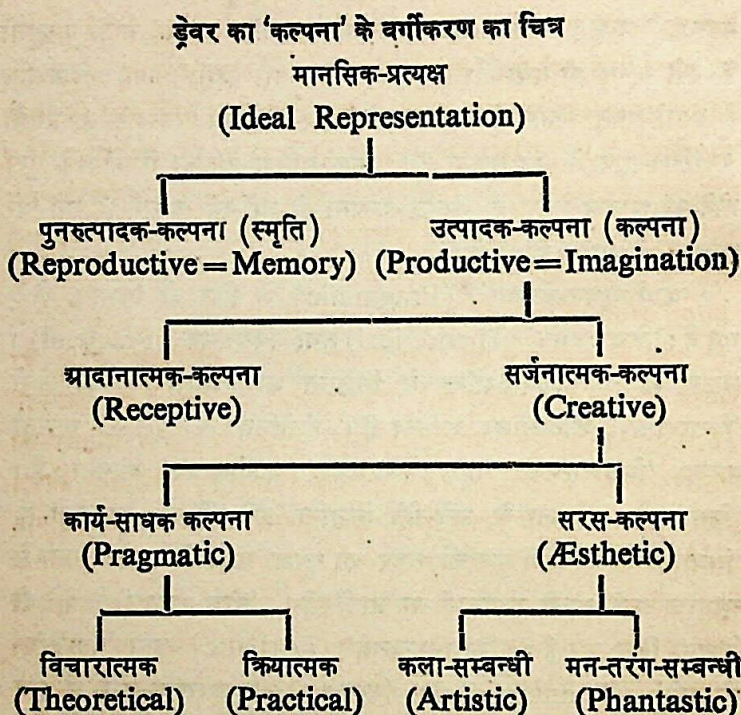 ड्रेवर का 'कल्पना' के वर्गीकरण का चित्र
मानसिक-प्रत्यक्ष
(Ideal Representation)
पुनरुत्पादक-कल्पना (स्मृति) उत्पादक-कल्पना (कल्पना)
(Reproductive=Memory) (Productive=Imagination)
आदानात्मक-कल्पना सर्जनात्मक-कल्पना
(Receptive) (Creative)
कार्य-साधक कल्पना सरस-कल्पना
(Pragmatic) (Æsthetic)
विचारात्मक क्रियात्मक कला-सम्बन्धी मन-तरंग-सम्बन्धी
(Theoretical) (Practical) (Artistic) (Phantastic)